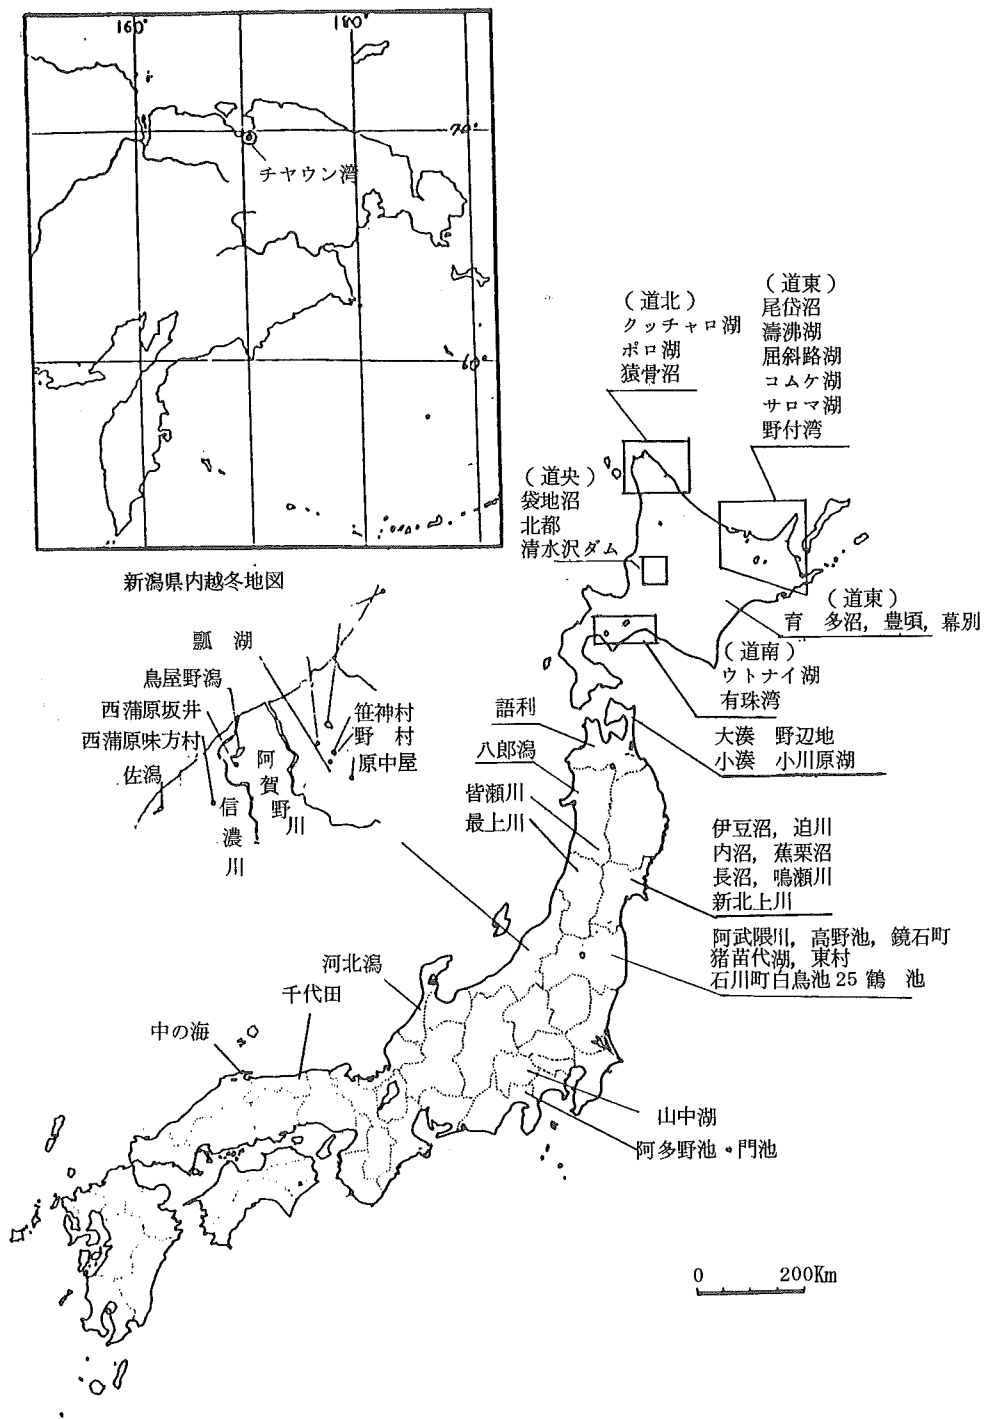 160°
180°
70°
チヤウン湾
60°
(道北)
クッチャロ湖
ポロ湖
猿骨沼
(道東)
尾岱沼
濤沸湖
屈斜路湖
コムケ湖
サロマ湖
野付湾
(道央)
袋地沼
北都
清水沢ダム
(道東)
育 多沼, 豊頃, 幕別
(道南)
ウトナイ湖
有珠湾
新潟県内越冬地図
瓢 湖
鳥屋野潟
西蒲原坂井
西蒲原味方村
佐潟
信濃川
阿賀野川
笹神村
野 村
原中屋
語利
八郎潟
皆瀬川
最上川
大湊 野辺地
小湊 小川原湖
伊豆沼, 迫川
内沼, 蕉栗沼
長沼, 鳴瀬川
新北上川
阿武隈川, 高野池, 鏡石町
猪苗代湖, 東村
石川町白鳥池25鶴 池
河北潟
千代田
中の海
山中湖
阿多野池・門池
0 200Km